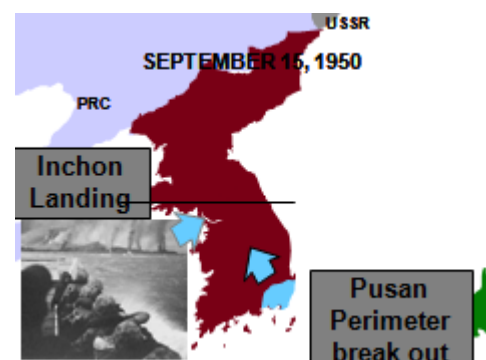 USSR
SEPTEMBER 15, 1950
PRC
Inchon
Landing
Pusan
Perimeter
break out